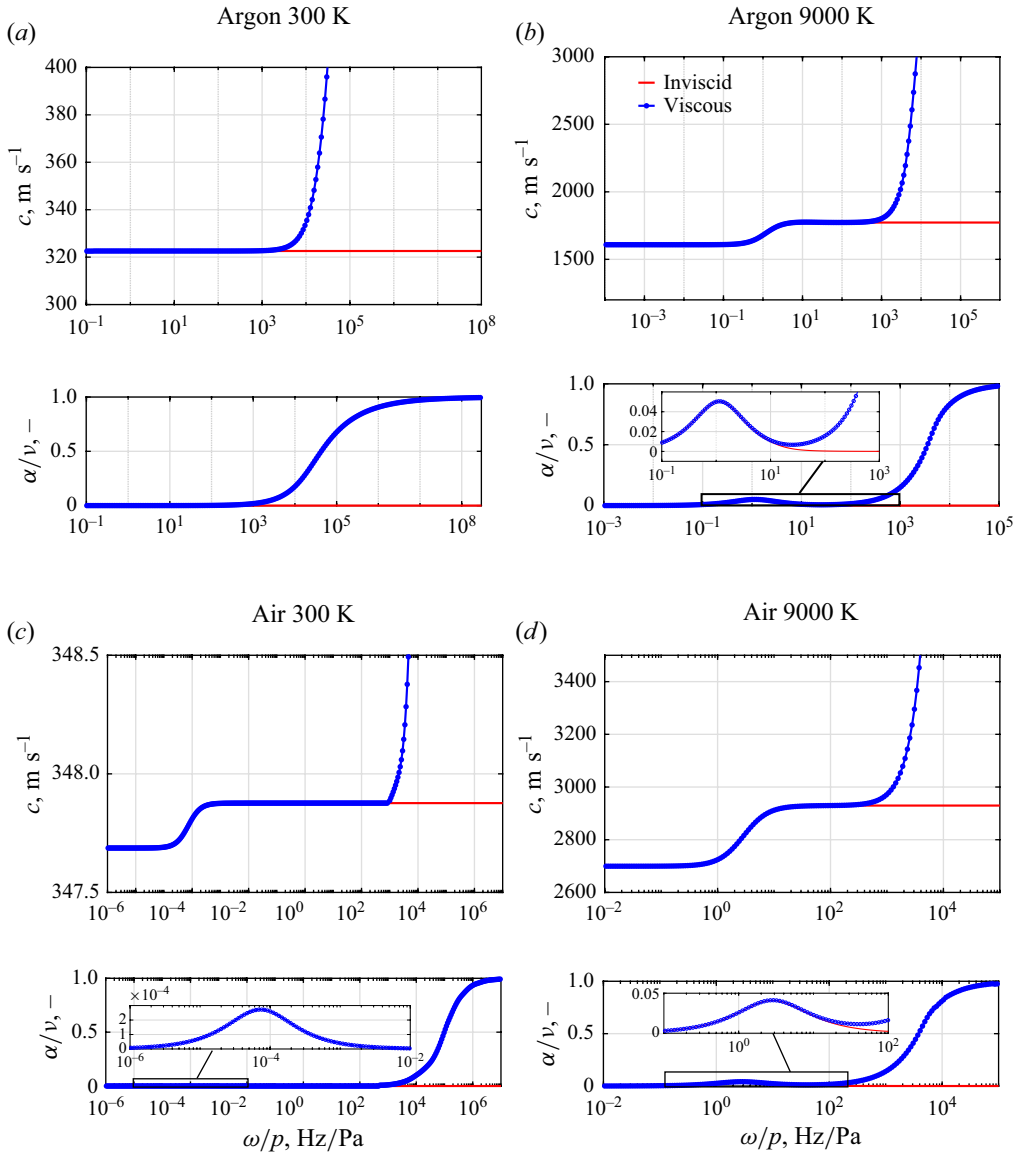 Argon 300 K
Argon 9000 K
(a)
(b)
400
380
360
340
320
300
c, m s⁻¹
10⁻¹ 10¹ 10³ 10⁵ 10⁸
3000
2500
2000
1500
c, m s⁻¹
Inviscid
Viscous
10⁻³ 10⁻¹ 10¹ 10³ 10⁵
1.0
0.5
0
α/ν, –
10⁻¹ 10¹ 10³ 10⁵ 10⁸
1.0
0.5
0
α/ν, –
0.04
0.02
0
10⁻¹ 10¹ 10³
10⁻³ 10⁻¹ 10¹ 10³ 10⁵
Air 300 K
Air 9000 K
(c)
(d)
348.5
348.0
347.5
c, m s⁻¹
10⁻⁶ 10⁻⁴ 10⁻² 10⁰ 10² 10⁴ 10⁶
3400
3200
3000
2800
2600
c, m s⁻¹
10⁻² 10⁰ 10² 10⁴
1.0
0.5
0
α/ν, –
×10⁻⁴
2
1
0
10⁻⁶ 10⁻⁴ 10⁻²
10⁻⁶ 10⁻⁴ 10⁻² 10⁰ 10² 10⁴ 10⁶
ω/p, Hz/Pa
1.0
0.5
0
α/ν, –
0.05
0
10⁰ 10²
10⁻² 10⁰ 10² 10⁴
ω/p, Hz/Pa